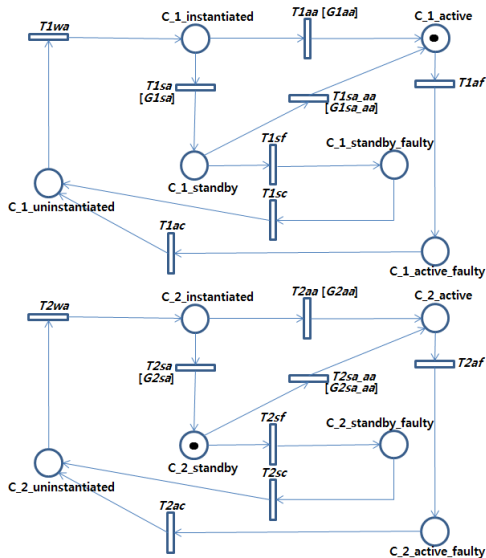 T1wa
C_1_instantiated
T1aa [G1aa]
C_1_active
T1sa
[G1sa]
T1sa_aa
[G1sa_aa]
T1af
C_1_standby_faulty
T1sf
C_1_standby
T1sc
C_1_uninstantiated
T1ac
C_1_active_faulty
T2wa
C_2_instantiated
T2aa [G2aa]
C_2_active
T2sa
[G2sa]
T2sa_aa
[G2sa_aa]
T2af
C_2_standby_faulty
T2sf
C_2_standby
T2sc
C_2_uninstantiated
T2ac
C_2_active_faulty